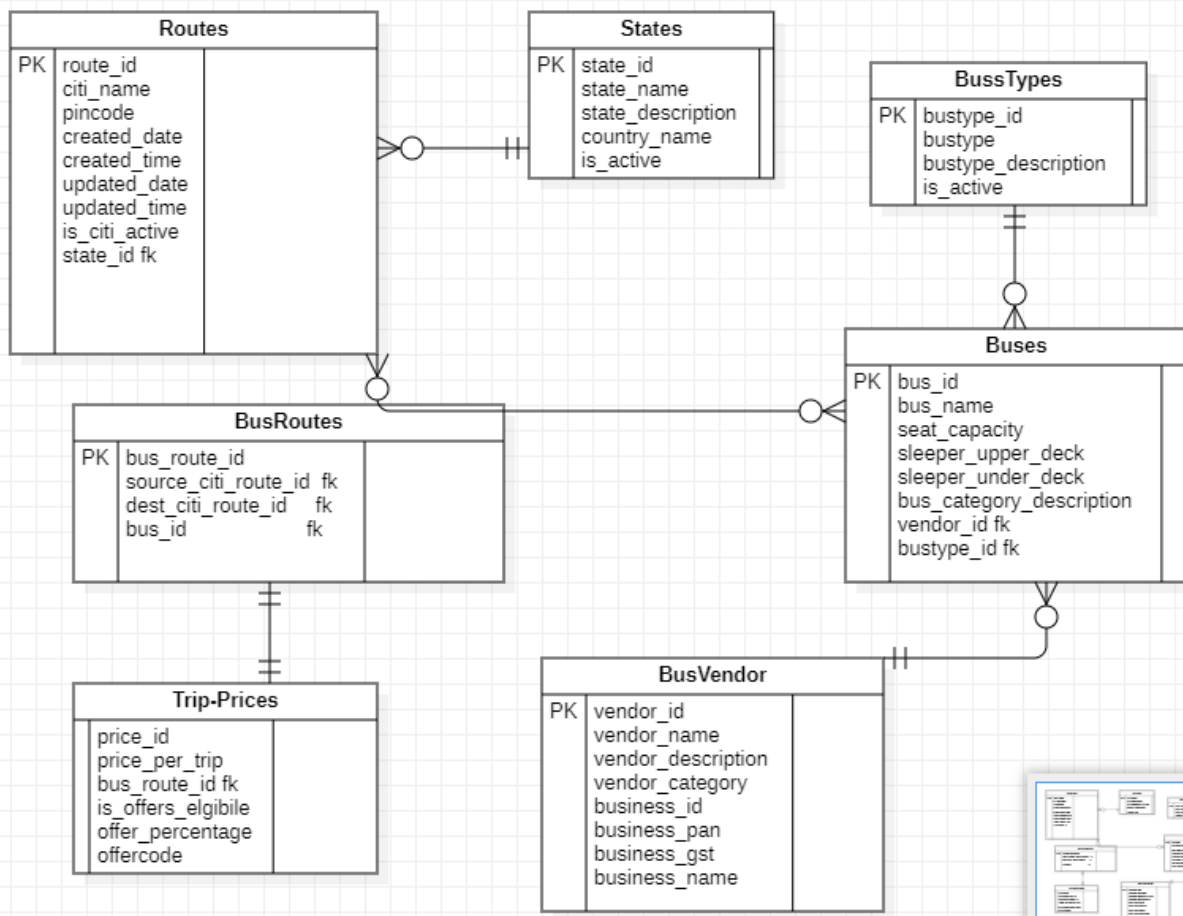 Routes
PK route_id
citi_name
pincode
created_date
created_time
updated_date
updated_time
is_citi_active
state_id fk
States
PK state_id
state_name
state_description
country_name
is_active
BussTypes
PK bustype_id
bustype
bustype_description
is_active
Buses
PK bus_id
bus_name
seat_capacity
sleeper_upper_deck
sleeper_under_deck
bus_category_description
vendor_id fk
bustype_id fk
BusRoutes
PK bus_route_id
source_citi_route_id fk
dest_citi_route_id fk
bus_id fk
Trip-Prices
price_id
price_per_trip
bus_route_id fk
is_offers_elgibile
offer_percentage
offercode
BusVendor
PK vendor_id
vendor_name
vendor_description
vendor_category
business_id
business_pan
business_gst
business_name